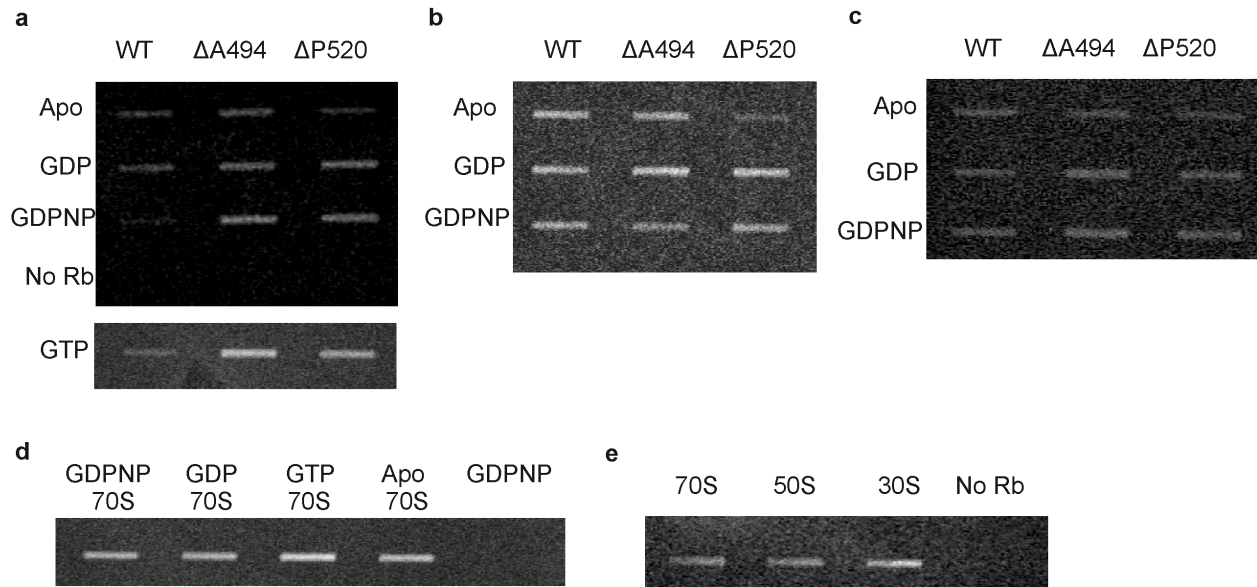 a
WT ΔA494 ΔP520
Apo
GDP
GDPNP
No Rb
GTP
b
WT ΔA494 ΔP520
Apo
GDP
GDPNP
c
WT ΔA494 ΔP520
Apo
GDP
GDPNP
d
GDPNP GDP GTP Apo GDPNP
70S 70S 70S 70S
e
70S 50S 30S No Rb